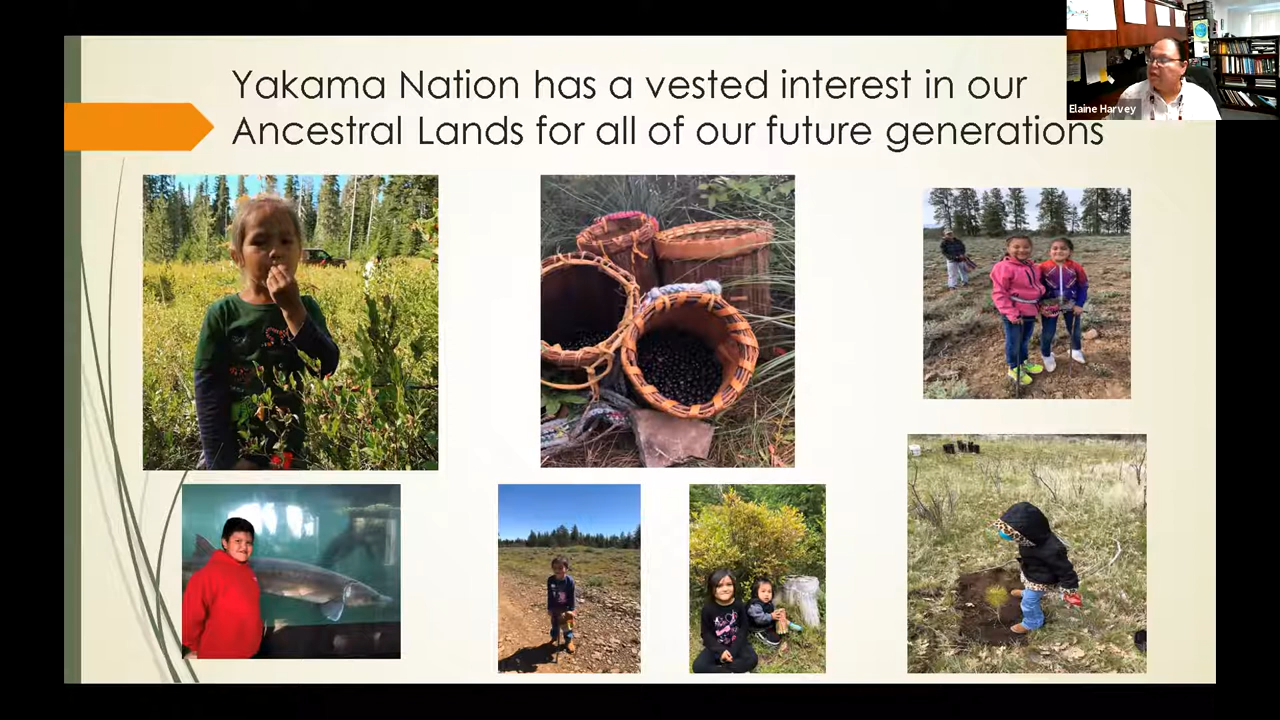 Yakama Nation has a vested interest in our
Ancestral Lands for all of our future generations
Elaine Harvey